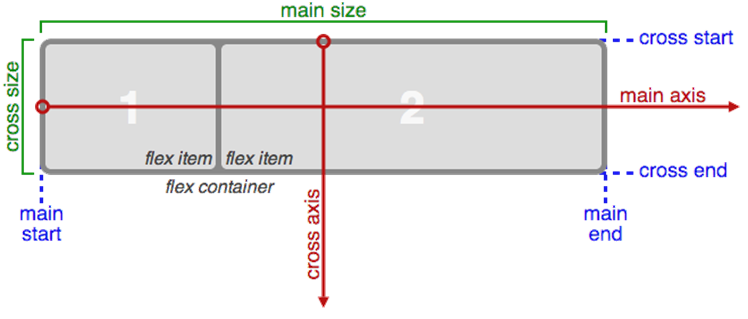 main size
cross start
cross size
1
2
main axis
flex item
flex item
cross end
flex container
cross axis
main
start
main
end